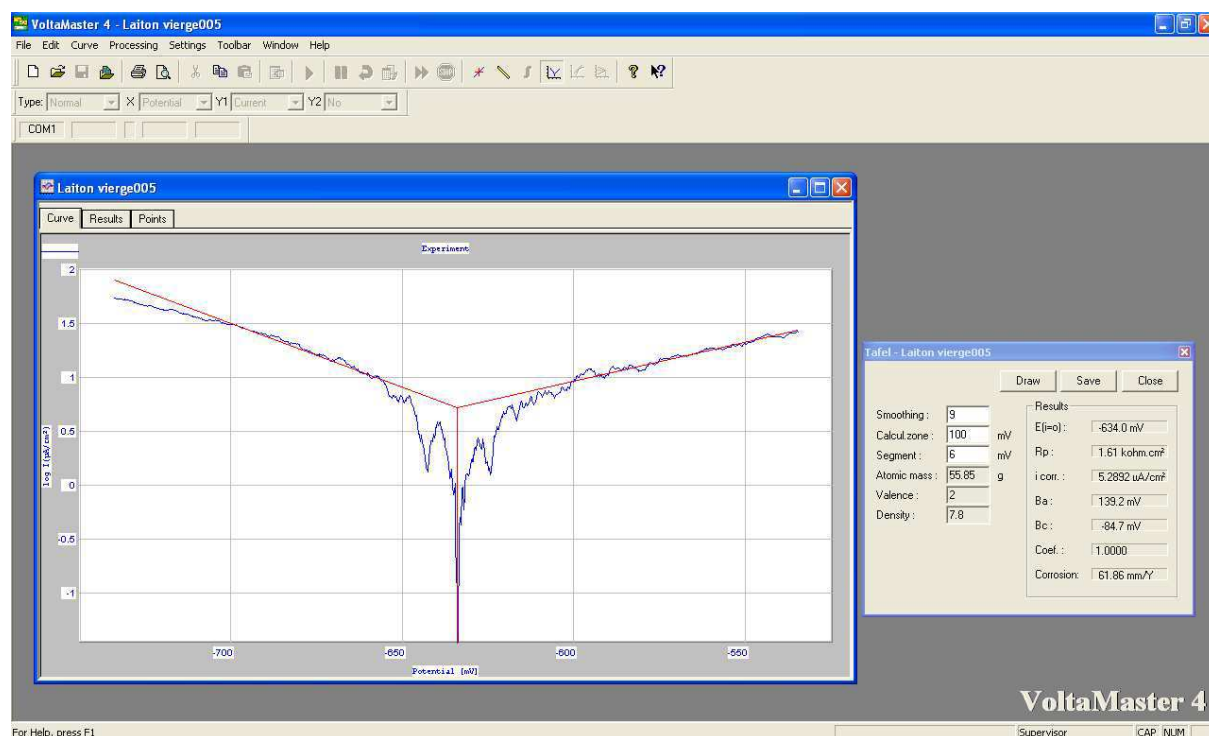 VoltaMaster 4 - Laiton vierge005
File Edit Curve Processing Settings Toolbar Window Help
Type: Normal X Potential Y1 Current Y2 No
COM1
Laiton vierge005
Curve Results Points
Experiment
2
1.5
1
0.5
0
-0.5
-1
log I(µA/cm²)
-700 -650 -600 -550
Potential [mV]
Tafel - Laiton vierge005
Draw Save Close
Smoothing : 9
Calcul.zone : 100 mV
Segment : 6 mV
Atomic mass : 55.85 g
Valence : 2
Density : 7.8
Results
E(i=o) : -634.0 mV
Rp : 1.61 kohm.cm²
i corr. : 5.2892 uA/cm²
Ba : 139.2 mV
Bc : -84.7 mV
Coef. : 1.0000
Corrosion: 61.86 mm/Y
VoltaMaster 4
For Help, press F1
Supervisor CAP NUM